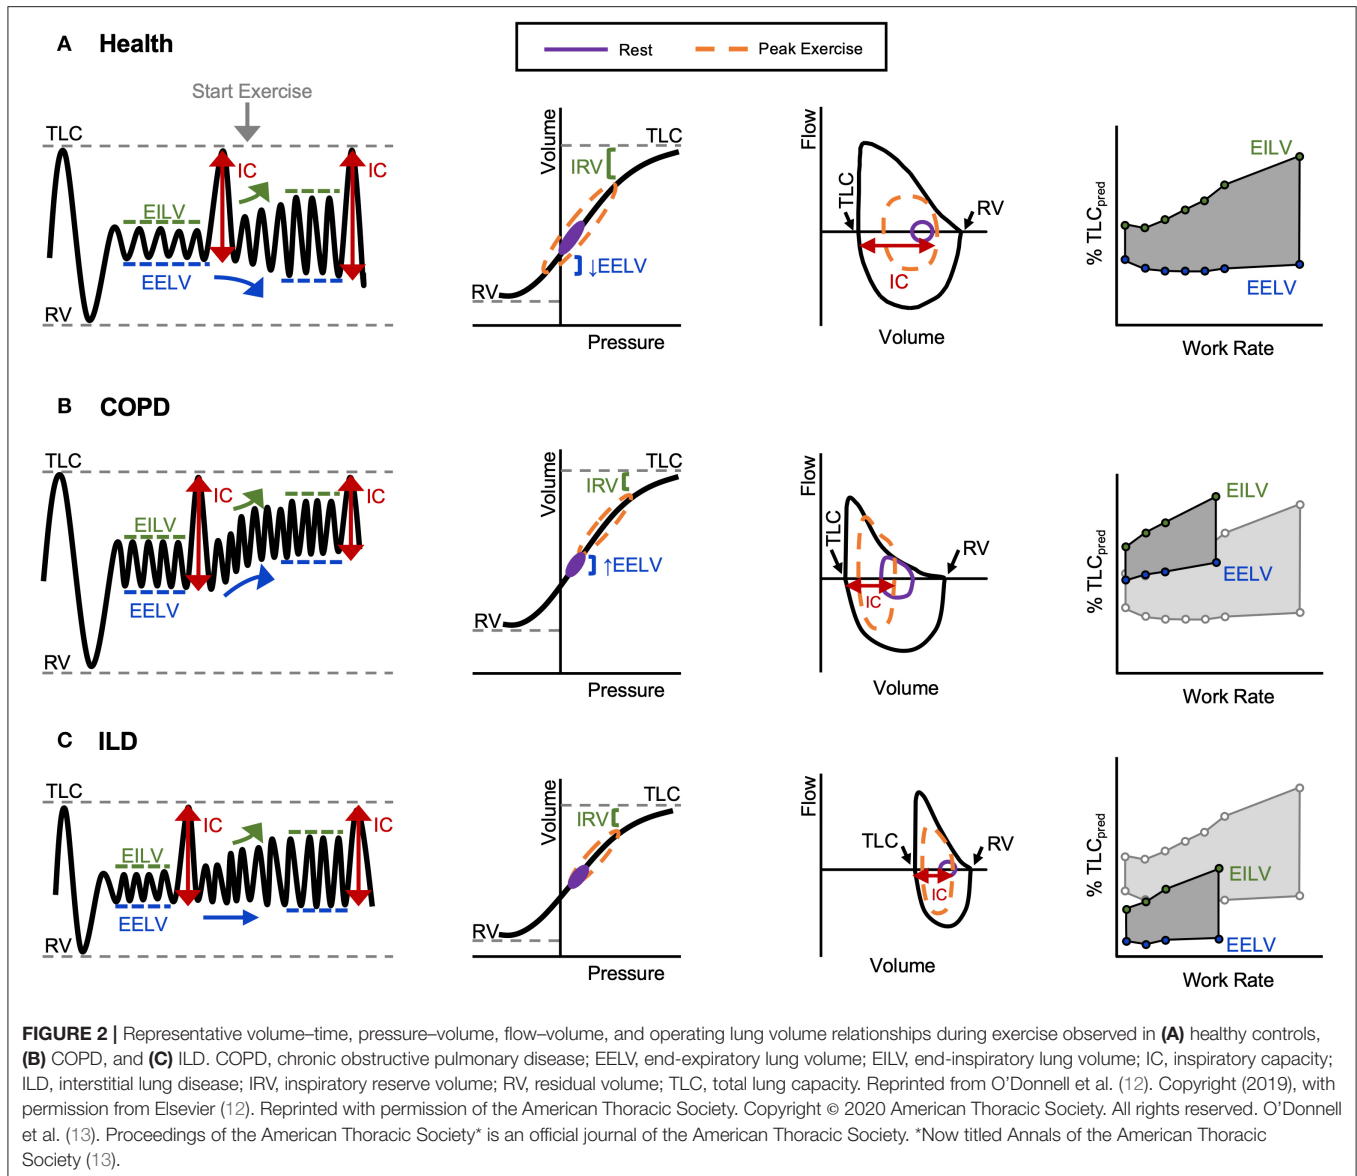 A Health
Rest
Peak Exercise
Start Exercise
TLC
IC
IC
EILV
EELV
RV
Volume
TLC
IRV
↓EELV
RV
Pressure
Flow
TLC
RV
IC
Volume
% TLCpred
EILV
EELV
Work Rate
B COPD
TLC
IC
IC
EILV
EELV
RV
Volume
TLC
IRV
↑EELV
RV
Pressure
Flow
TLC
RV
IC
Volume
% TLCpred
EILV
EELV
Work Rate
C ILD
TLC
IC
IC
EILV
EELV
RV
Volume
TLC
IRV
RV
Pressure
Flow
TLC
RV
IC
Volume
% TLCpred
EILV
EELV
Work Rate
FIGURE 2 | Representative volume–time, pressure–volume, flow–volume, and operating lung volume relationships during exercise observed in (A) healthy controls,
(B) COPD, and (C) ILD. COPD, chronic obstructive pulmonary disease; EELV, end-expiratory lung volume; EILV, end-inspiratory lung volume; IC, inspiratory capacity;
ILD, interstitial lung disease; IRV, inspiratory reserve volume; RV, residual volume; TLC, total lung capacity. Reprinted from O'Donnell et al. (12). Copyright (2019), with
permission from Elsevier (12). Reprinted with permission of the American Thoracic Society. Copyright © 2020 American Thoracic Society. All rights reserved. O'Donnell
et al. (13). Proceedings of the American Thoracic Society* is an official journal of the American Thoracic Society. *Now titled Annals of the American Thoracic
Society (13).